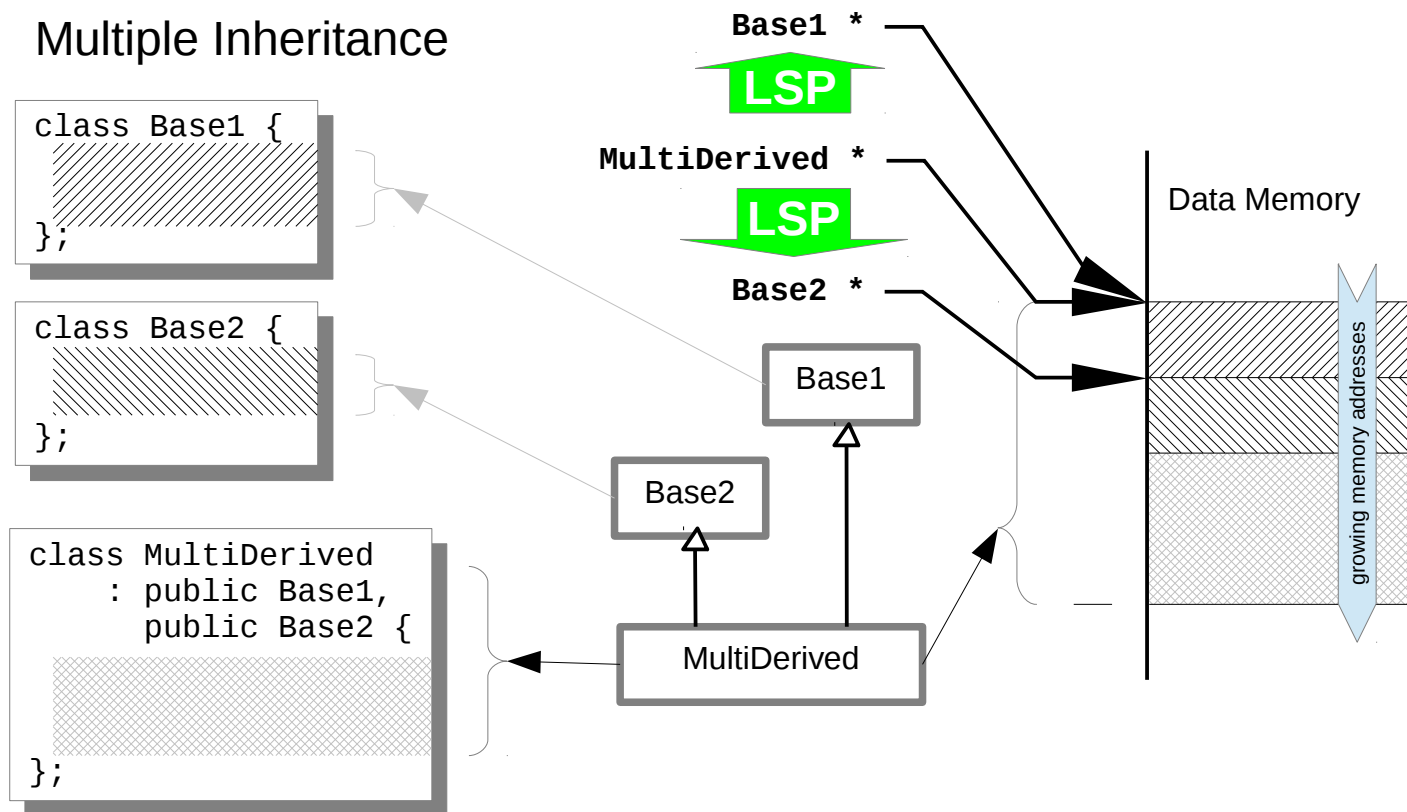 Multiple Inheritance
class Base1 {
};
class Base2 {
};
class MultiDerived
: public Base1,
public Base2 {
};
Base1 *
LSP
MultiDerived *
LSP
Base2 *
Base1
Base2
MultiDerived
Data Memory
growing memory addresses